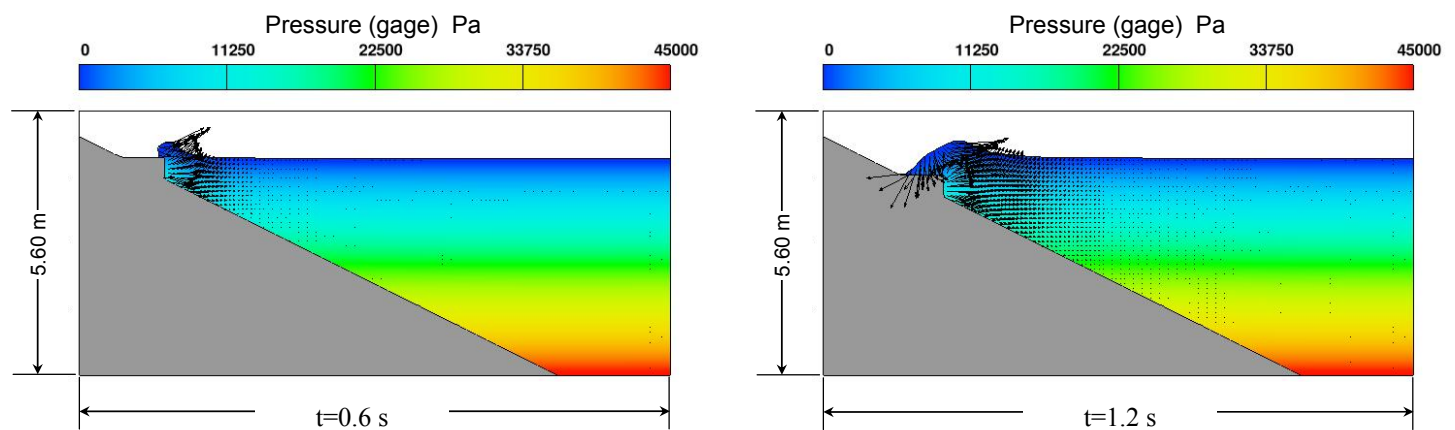 Pressure (gage) Pa
0 11250 22500 33750 45000
5.60 m
t=0.6 s
Pressure (gage) Pa
0 11250 22500 33750 45000
5.60 m
t=1.2 s